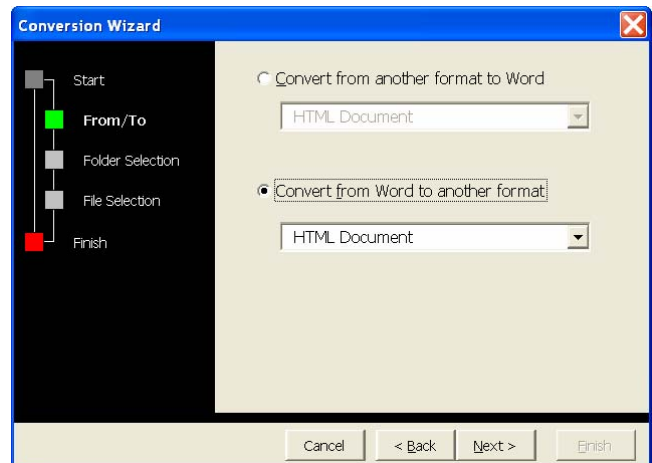 Conversion Wizard
Start
From/To
Folder Selection
File Selection
Finish
Convert from another format to Word
HTML Document
Convert from Word to another format
HTML Document
Cancel
< Back
Next >
Finish